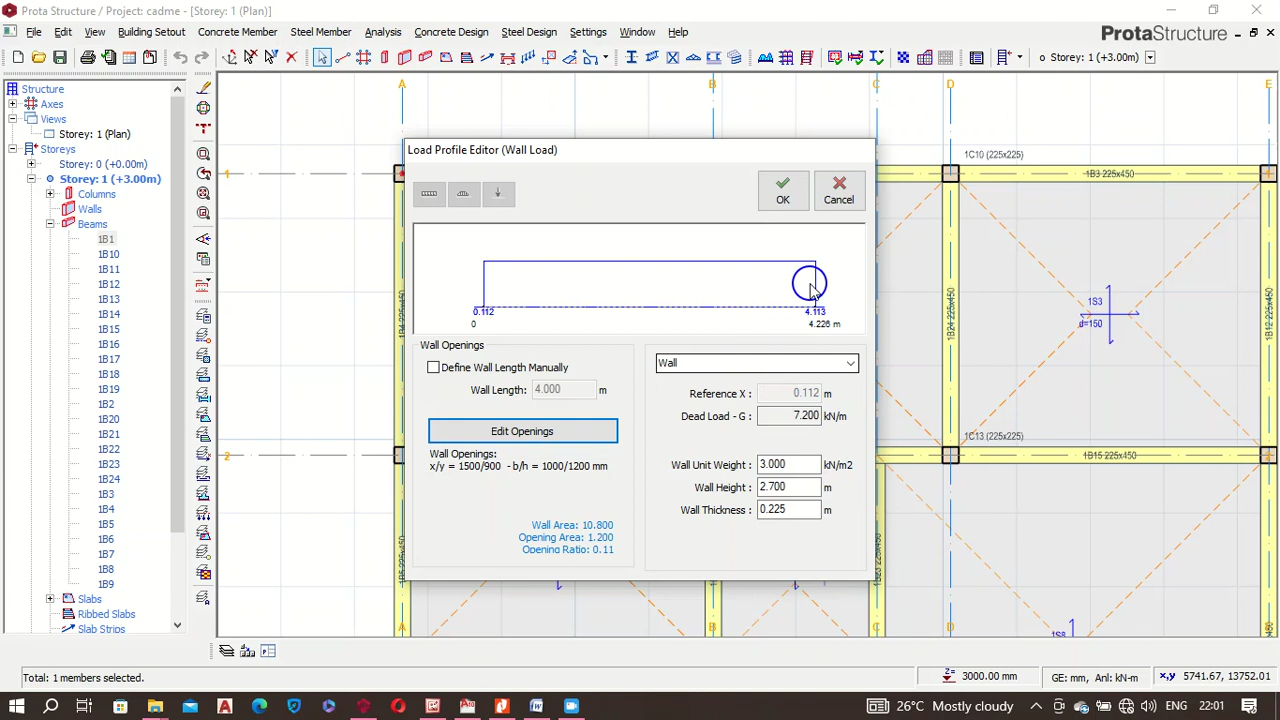 Prota Structure / Project: cadme - [Storey: 1 (Plan)]
File Edit View Building Setout Concrete Member Steel Member Analysis Concrete Design Steel Design Settings Window Help
ProtaStructure
Storey: 1 (+3.00m)
Structure
Axes
Views
Storey: 1 (Plan)
Storeys
Storey: 0 (+0.00m)
Storey: 1 (+3.00m)
Columns
Walls
Beams
1B1
1B10
1B11
1B12
1B13
1B14
1B15
1B16
1B17
1B18
1B19
1B2
1B20
1B21
1B22
1B23
1B24
1B3
1B4
1B5
1B6
1B7
1B8
1B9
Slabs
Ribbed Slabs
Slab Strips
A B C D E
1
2
1C10 (225x225)
1B3 225x450
1B24 225x450
1B12 225x450
1S3
d=150
1C13 (225x225)
1B15 225x450
1S8
A B C D E
Load Profile Editor (Wall Load)
OK Cancel
0.112 4.113
0 4.226 m
Wall Openings
Define Wall Length Manually
Wall Length: 4.000 m
Edit Openings
Wall Openings:
x/y = 1500/900 - b/h = 1000/1200 mm
Wall Area: 10.800
Opening Area: 1.200
Opening Ratio: 0.11
Wall
Reference X : 0.112 m
Dead Load - G : 7.200 kN/m
Wall Unit Weight : 3.000 kN/m2
Wall Height : 2.700 m
Wall Thickness : 0.225 m
Total: 1 members selected.
3000.00 mm
GE: mm, Anl: kN-m
x,y 5741.67, 13752.01
26°C Mostly cloudy
ENG 22:01